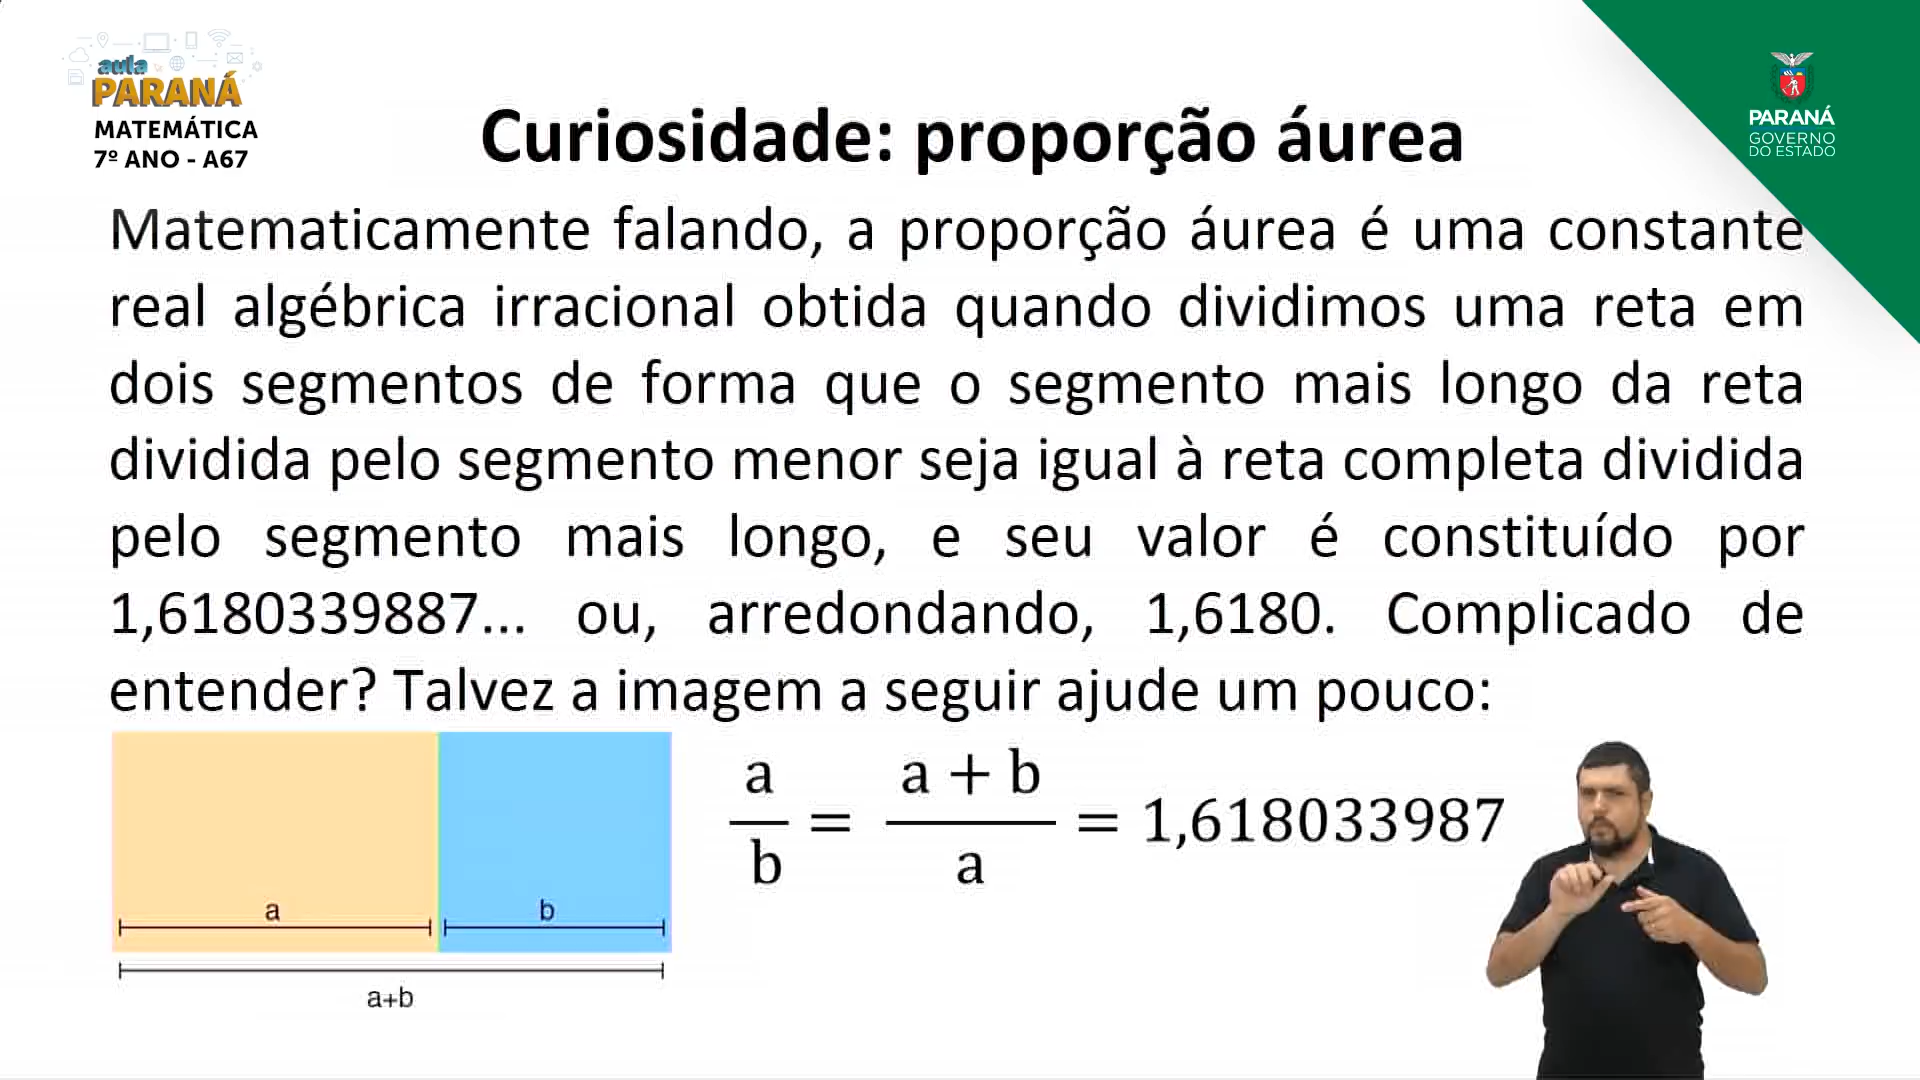 aula
PARANÁ
MATEMÁTICA
7º ANO - A67
PARANÁ
GOVERNO
DO ESTADO
Curiosidade: proporção áurea
Matematicamente falando, a proporção áurea é uma constante
real algébrica irracional obtida quando dividimos uma reta em
dois segmentos de forma que o segmento mais longo da reta
dividida pelo segmento menor seja igual à reta completa dividida
pelo segmento mais longo, e seu valor é constituído por
1,6180339887... ou, arredondando, 1,6180. Complicado de
entender? Talvez a imagem a seguir ajude um pouco:
a b
a+b
a/b = a + b/a = 1,618033987